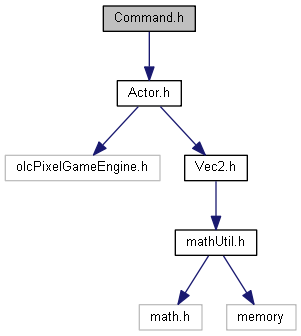 Command.h
Actor.h
olcPixelGameEngine.h
Vec2.h
mathUtil.h
math.h
memory